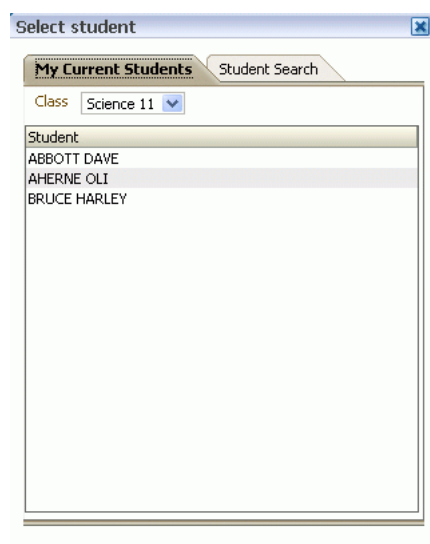 Select student
My Current Students Student Search
Class Science 11
Student
ABBOTT DAVE
AHERNE OLI
BRUCE HARLEY